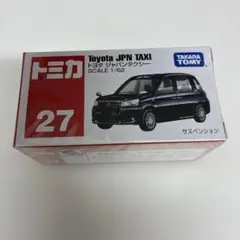 トミカ
Toyota JPN TAXI
トヨタ ジャパンタクシー
SCALE 1/62
TAKARA
TOMY
27
サスペンション